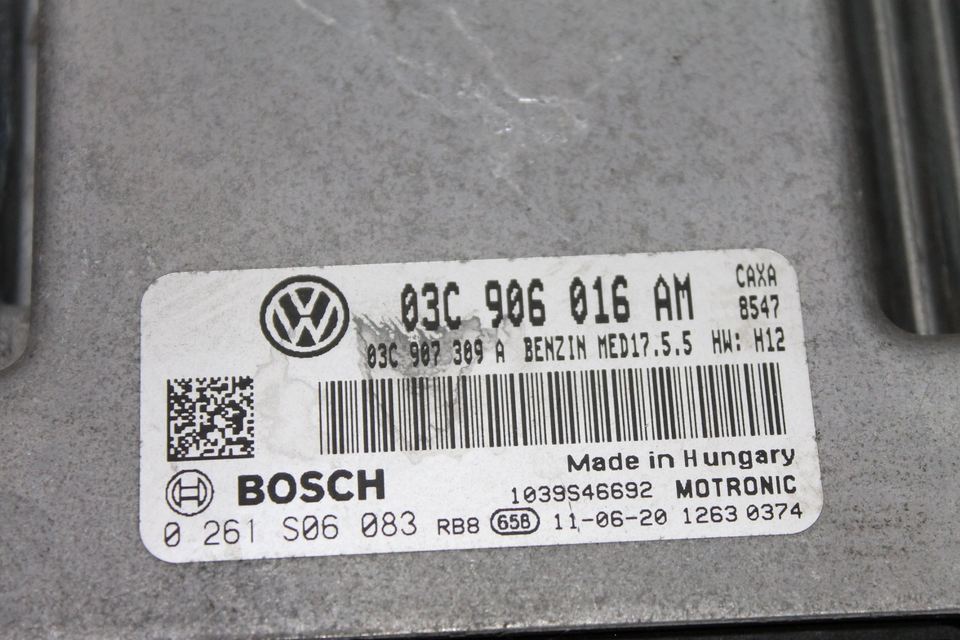 03C 906 016 AM CAXA
8547
03C 907 309 A BENZIN MED17.5.5 HW: H12
Made in Hungary
BOSCH 1039S46692 MOTRONIC
0 261 S06 083 RB8 658 11-06-20 1263 0374